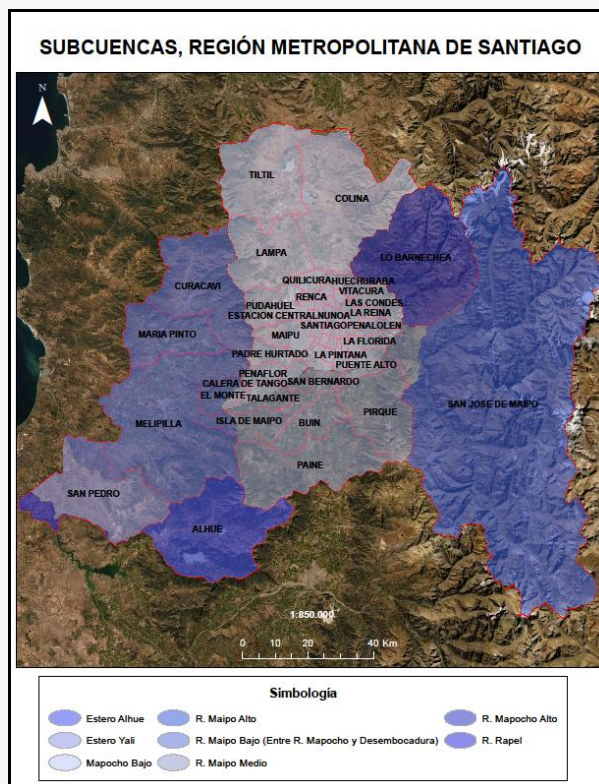 SUBCUENCAS, REGIÓN METROPOLITANA DE SANTIAGO
N
TILTIL
COLINA
LAMPA
LO BARNECHEA
CURACAVI
QUILICURA HUECHURABA
RENCA
VITACURA
PUDAHUEL
LAS CONDES
ESTACION CENTRAL NUNOA
LA REINA
MARIA PINTO
SANTIAGO PENALOLEN
MAIPU
LA FLORIDA
PADRE HURTADO
LA PINTANA
PUENTE ALTO
PENAFLOR
CALERA DE TANGO
SAN BERNARDO
EL MONTE
TALAGANTE
SAN JOSE DE MAIPO
PIRQUE
MELIPILLA
ISLA DE MAIPO
BUIN
PAINE
SAN PEDRO
ALHUE
1:850.000
0 10 20 40 Km
Simbología
Estero Alhue
R. Maipo Alto
R. Mapocho Alto
Estero Yali
R. Maipo Bajo (Entre R. Mapocho y Desembocadura)
R. Rapel
Mapocho Bajo
R. Maipo Medio